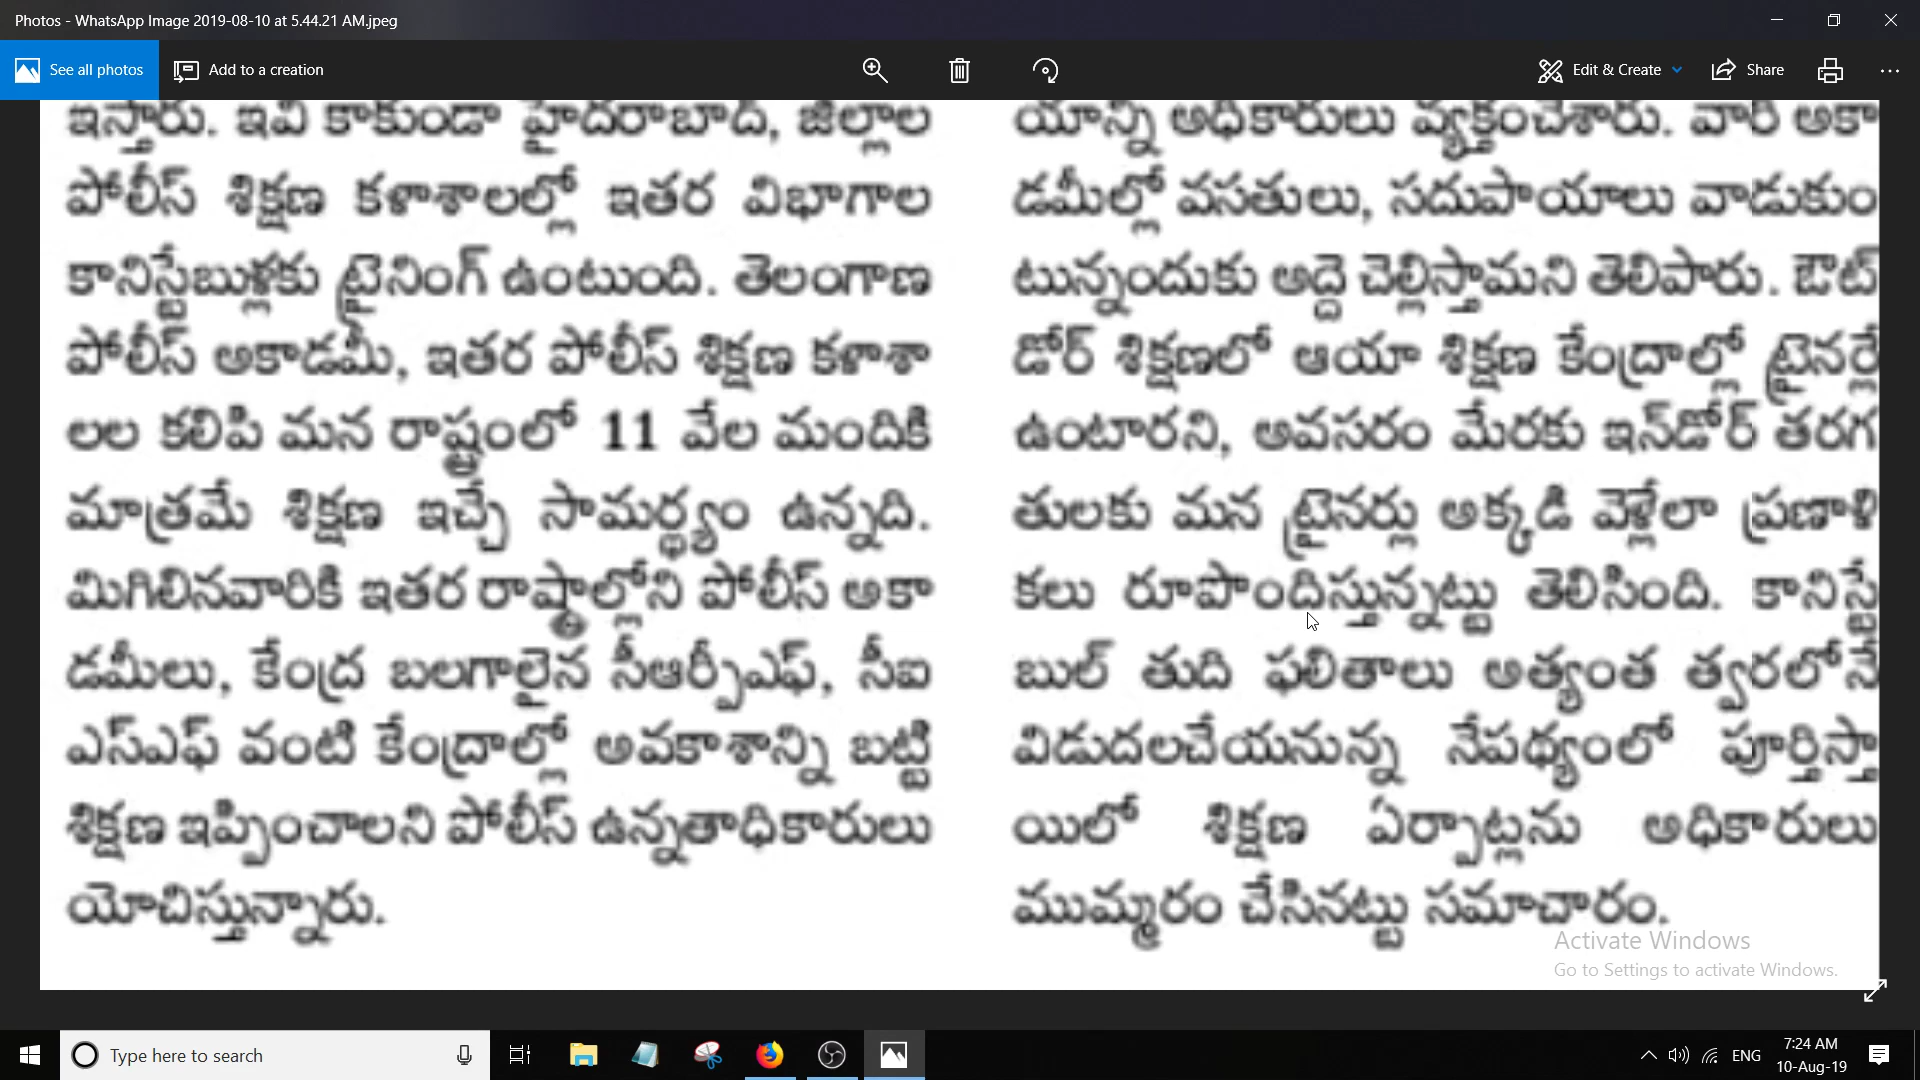 Photos - WhatsApp Image 2019-08-10 at 5.44.21 AM.jpeg
See all photos
Add to a creation
Edit & Create
Share
ఇస్తారు. ఇవి కాకుండా హైదరాబాద్, జిల్లాల
పోలీస్ శిక్షణ కళాశాలల్లో ఇతర విభాగాల
కానిస్టేబుళ్లకు ట్రైనింగ్ ఉంటుంది. తెలంగాణ
పోలీస్ అకాడమీ, ఇతర పోలీస్ శిక్షణ కళాశా
లల కలిపి మన రాష్ట్రంలో 11 వేల మందికి
మాత్రమే శిక్షణ ఇచ్చే సామర్థ్యం ఉన్నది.
మిగిలినవారికి ఇతర రాష్ట్రాల్లోని పోలీస్ అకా
డమీలు, కేంద్ర బలగాలైన సీఆర్పీఎఫ్, సీఐ
ఎస్ఎఫ్ వంటి కేంద్రాల్లో అవకాశాన్ని బట్టి
శిక్షణ ఇప్పించాలని పోలీస్ ఉన్నతాధికారులు
యోచిస్తున్నారు.
యాన్ని అధికారులు వ్యక్తంచేశారు. వారి అకా
డమీల్లో వసతులు, సదుపాయాలు వాడుకుం
టున్నందుకు అద్దె చెల్లిస్తామని తెలిపారు. ఔట్
డోర్ శిక్షణలో ఆయా శిక్షణ కేంద్రాల్లో ట్రైనర్లే
ఉంటారని, అవసరం మేరకు ఇన్‌డోర్ తరగ
తులకు మన ట్రైనర్లు అక్కడి వెళ్లేలా ప్రణాళి
కలు రూపొందిస్తున్నట్టు తెలిసింది. కానిస్టే
బుల్ తుది ఫలితాలు అత్యంత త్వరలోనే
విడుదలచేయనున్న నేపథ్యంలో పూర్తిస్తా
యిలో శిక్షణ ఏర్పాట్లను అధికారులు
ముమ్మరం చేసినట్టు సమాచారం.
Activate Windows
Go to Settings to activate Windows.
Type here to search
ENG
7:24 AM
10-Aug-19